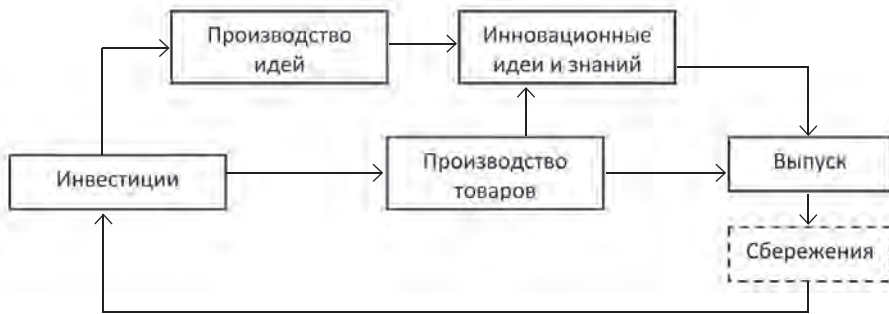 Производство
идей
Инновационные
идеи и знаний
Инвестиции
Производство
товаров
Выпуск
Сбережения